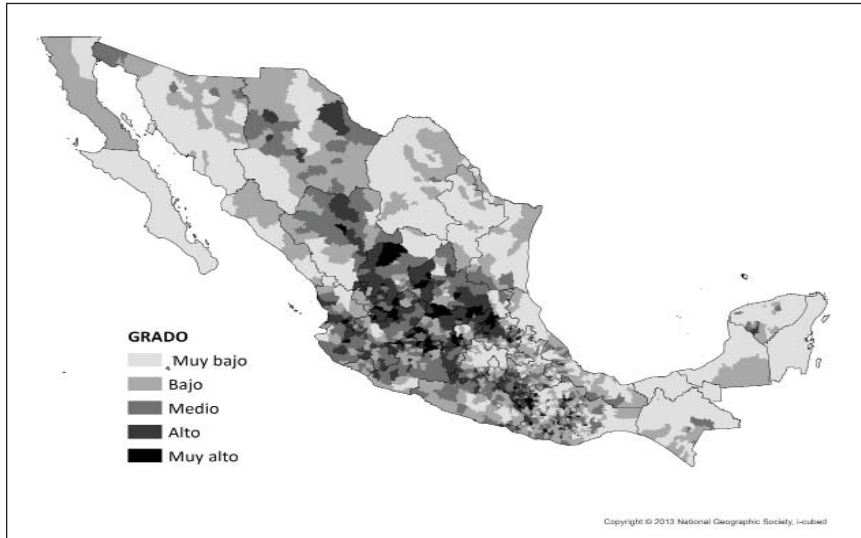 GRADO
Muy bajo
Bajo
Medio
Alto
Muy alto
Copyright © 2013 National Geographic Society, i-cubed